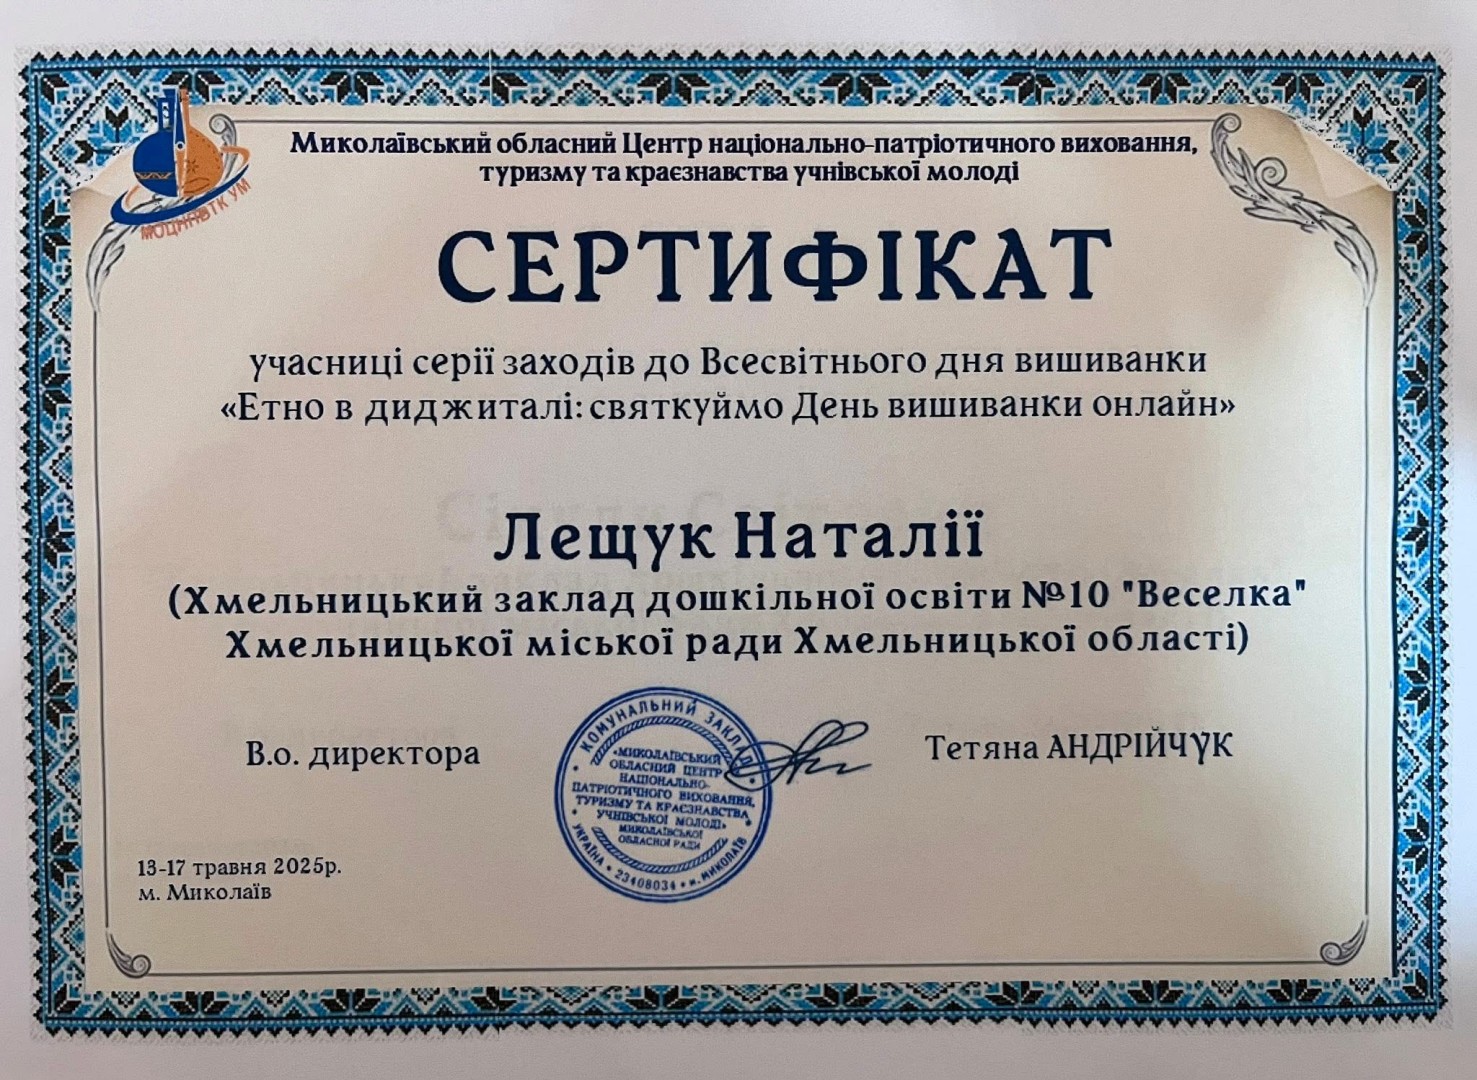 МОЦНПВТК УМ
Миколаївський обласний Центр національно-патріотичного виховання,
туризму та краєзнавства учнівської молоді
СЕРТИФІКАТ
учасниці серії заходів до Всесвітнього дня вишиванки
«Етно в диджиталі: святкуймо День вишиванки онлайн»
Лещук Наталії
(Хмельницький заклад дошкільної освіти №10 "Веселка"
Хмельницької міської ради Хмельницької області)
В.о. директора
Тетяна АНДРІЙЧУК
КОМУНАЛЬНИЙ ЗАКЛАД
«МИКОЛАЇВСЬКИЙ
ОБЛАСНИЙ ЦЕНТР
НАЦІОНАЛЬНО-
ПАТРІОТИЧНОГО ВИХОВАННЯ,
ТУРИЗМУ ТА КРАЄЗНАВСТВА
УЧНІВСЬКОЇ МОЛОДІ»
МИКОЛАЇВСЬКОЇ
ОБЛАСНОЇ РАДИ
УКРАЇНА • 23408034 • м. МИКОЛАЇВ
13-17 травня 2025р.
м. Миколаїв